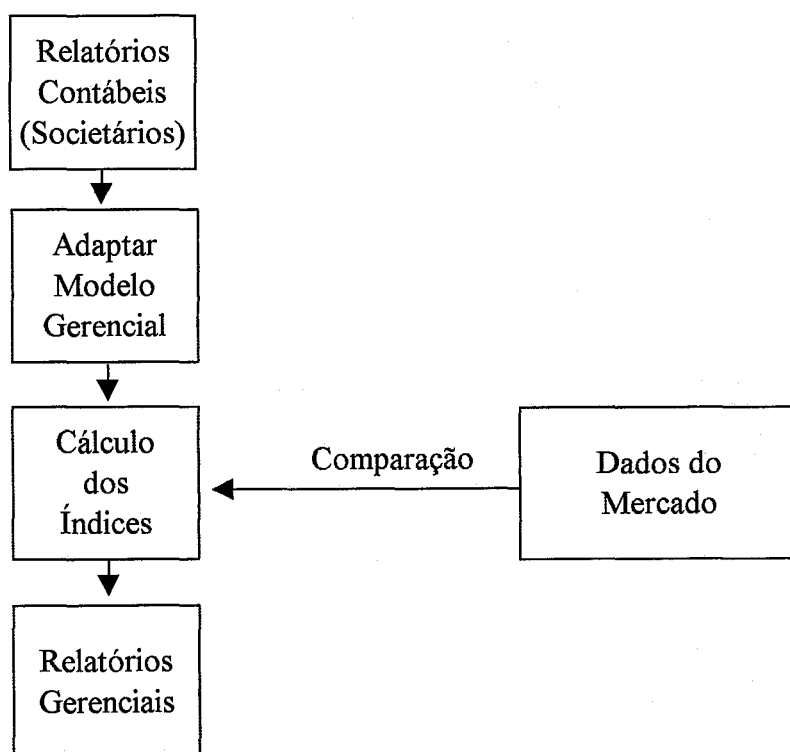 Relatórios
Contábeis
(Societários)
Adaptar
Modelo
Gerencial
Cálculo
dos
Índices
Comparação
Dados do
Mercado
Relatórios
Gerenciais